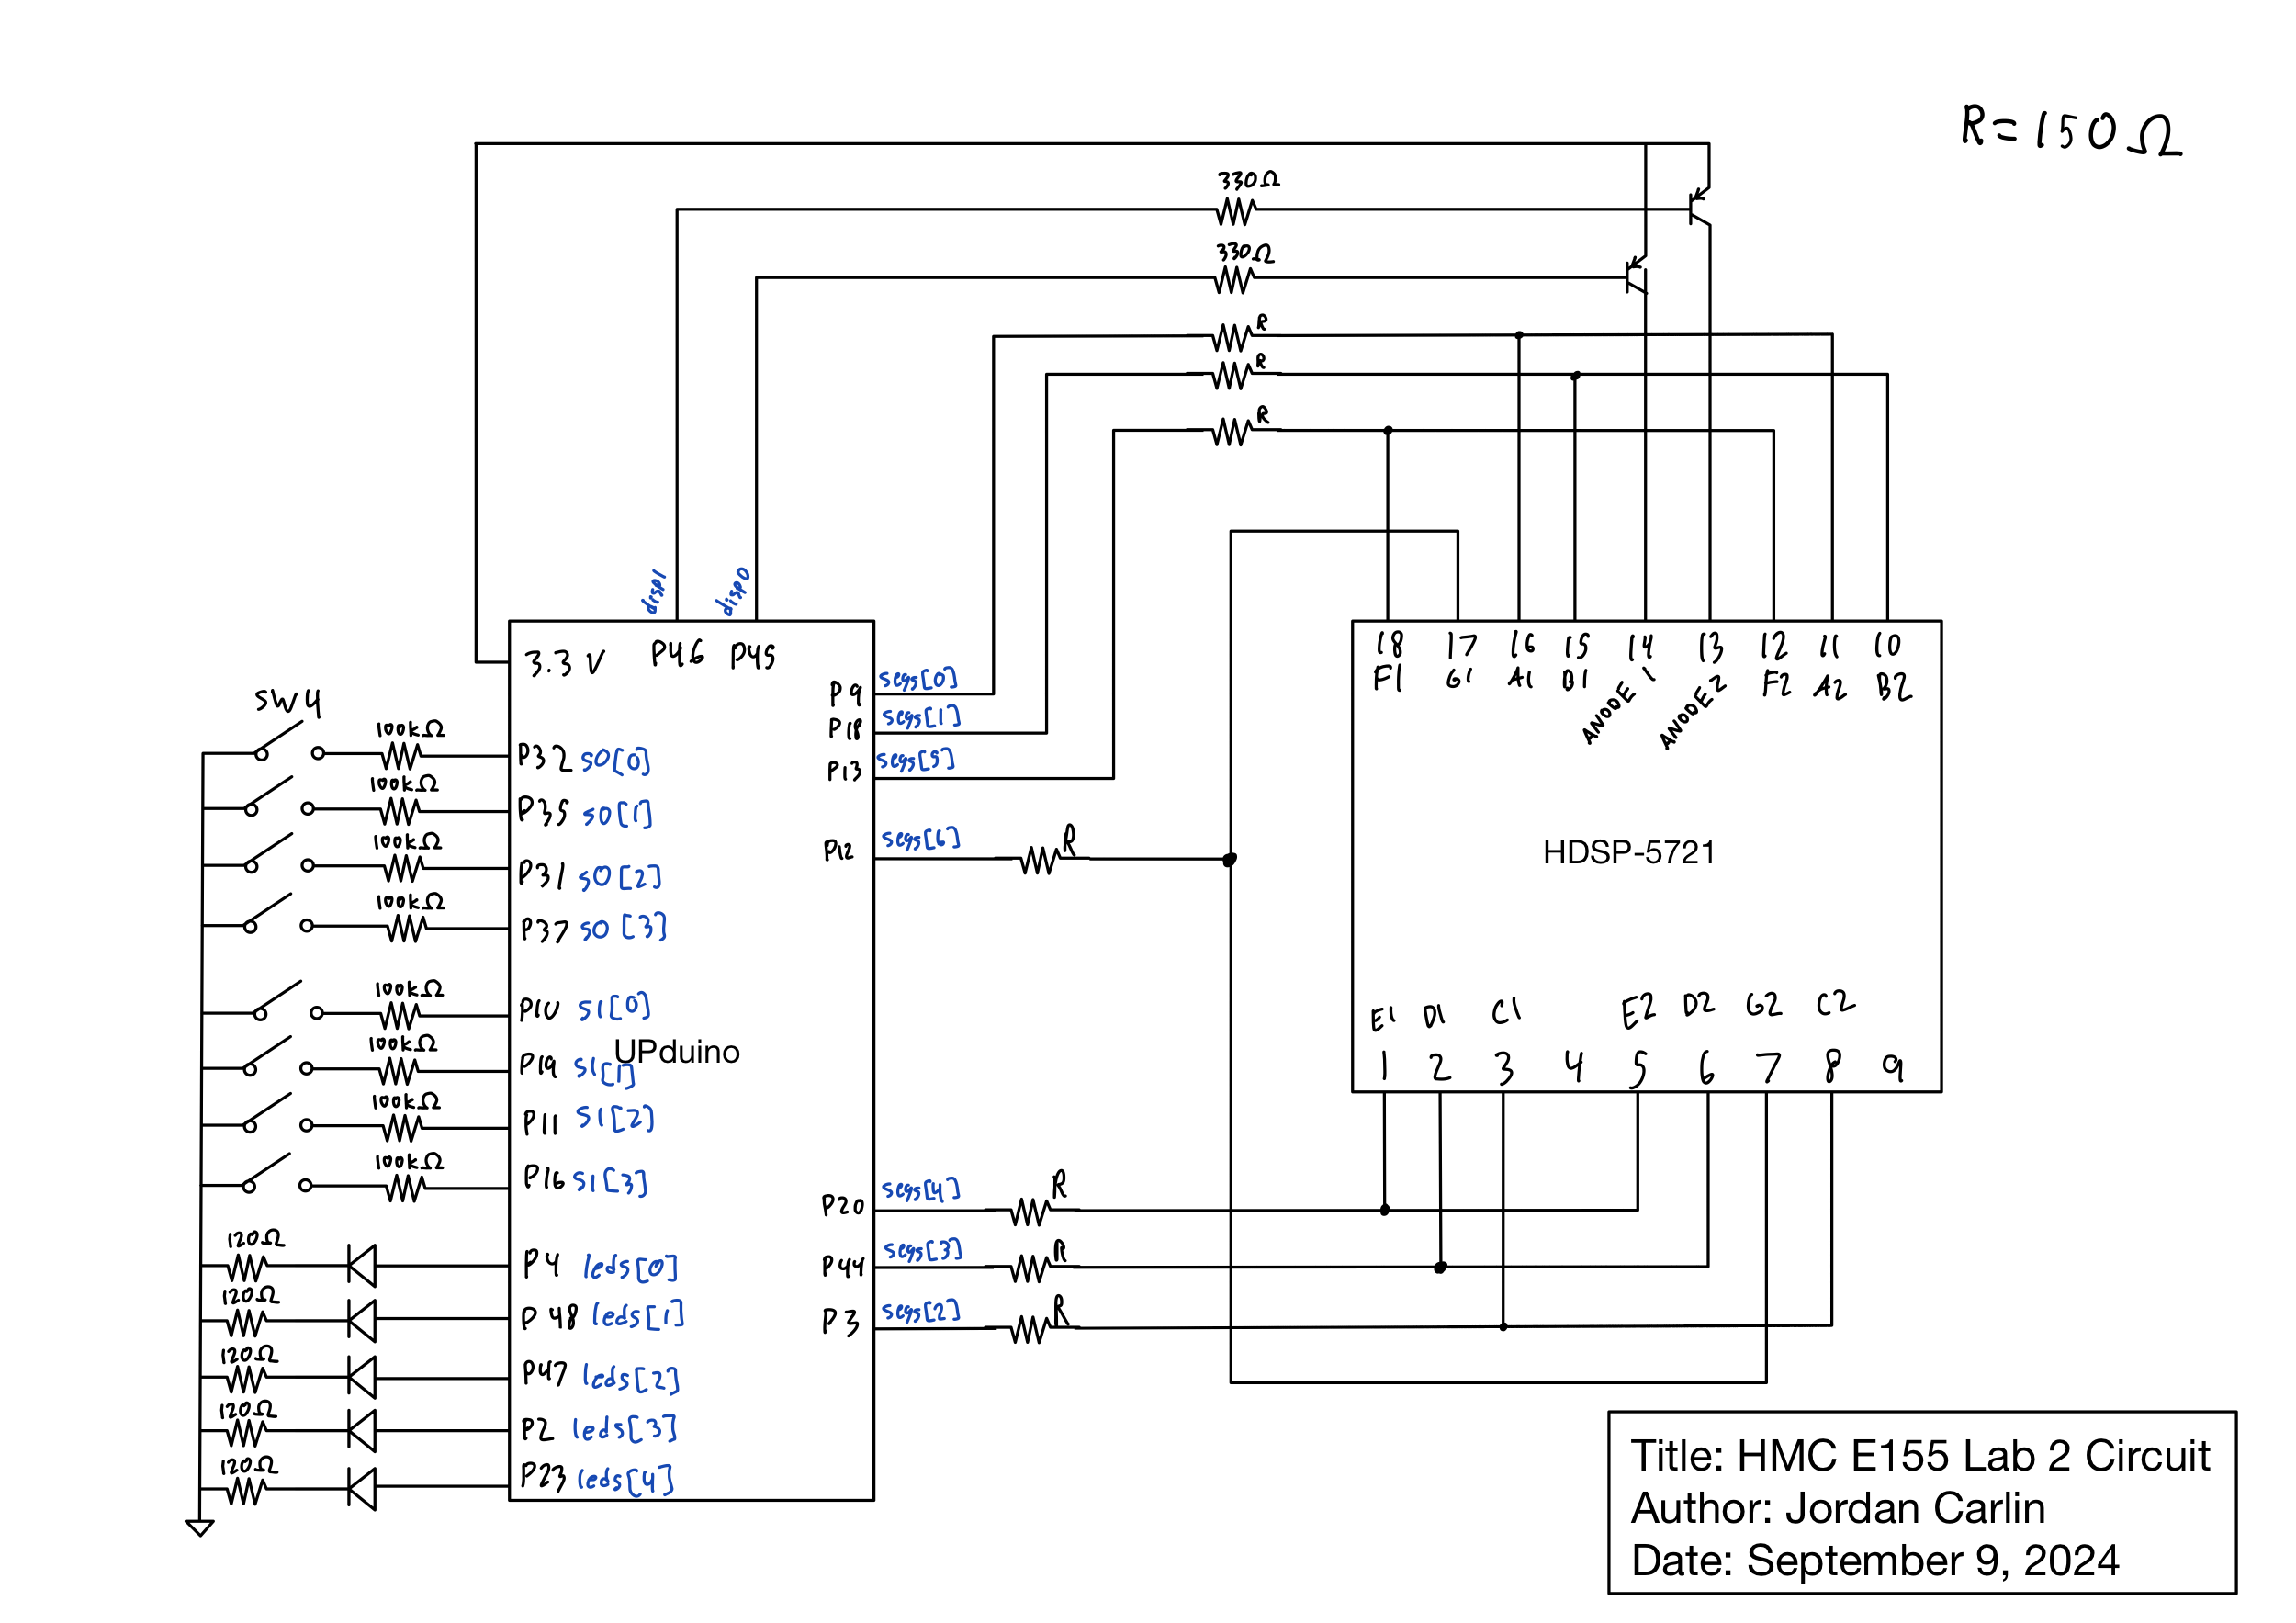 R=150Ω
330Ω
330Ω
R
R
R
disp1
disp0
3.3V
P46
P45
P9 segs[0]
P18 segs[1]
P13 segs[5]
P12 segs[6]
R
SW4
100kΩ
P32 s0[0]
100kΩ
P35 s0[1]
100kΩ
P31 s0[2]
100kΩ
P37 s0[3]
100kΩ
P10 s1[0]
UPduino
100kΩ
P19 s1[1]
100kΩ
P11 s1[2]
100kΩ
P16 s1[3]
120Ω
P4 leds[0]
120Ω
P48 leds[1]
120Ω
P47 leds[2]
120Ω
P2 leds[3]
120Ω
P23 leds[4]
P20 segs[4]
R
P44 segs[3]
R
P3 segs[2]
R
18 17 16 15 14 13 12 11 10
F1 G1 A1 B1 ANODE 1 ANODE 2 F2 A2 B2
HDSP-5721
E1 D1 C1 E2 D2 G2 C2
1 2 3 4 5 6 7 8 9
Title: HMC E155 Lab 2 Circuit
Author: Jordan Carlin
Date: September 9, 2024